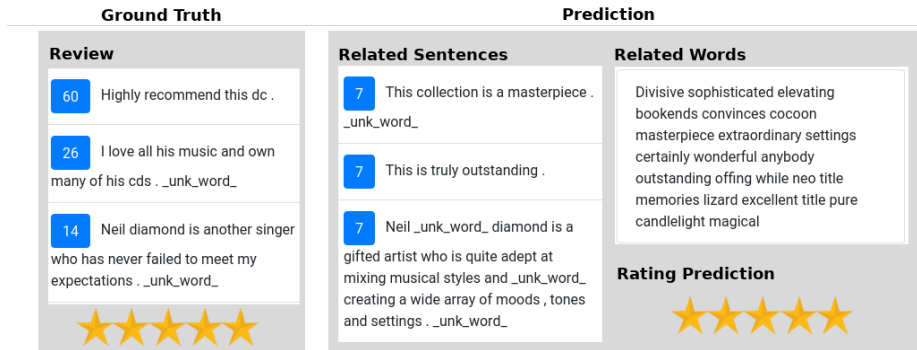 Ground Truth
Prediction
Review
60 Highly recommend this dc .
26 I love all his music and own
many of his cds . _unk_word_
14 Neil diamond is another singer
who has never failed to meet my
expectations . _unk_word_
Related Sentences
7 This collection is a masterpiece .
_unk_word_
7 This is truly outstanding .
7 Neil _unk_word_ diamond is a
gifted artist who is quite adept at
mixing musical styles and _unk_word_
creating a wide array of moods , tones
and settings . _unk_word_
Related Words
Divisive sophisticated elevating
bookends convinces cocoon
masterpiece extraordinary settings
certainly wonderful anybody
outstanding offing while neo title
memories lizard excellent title pure
candlelight magical
Rating Prediction